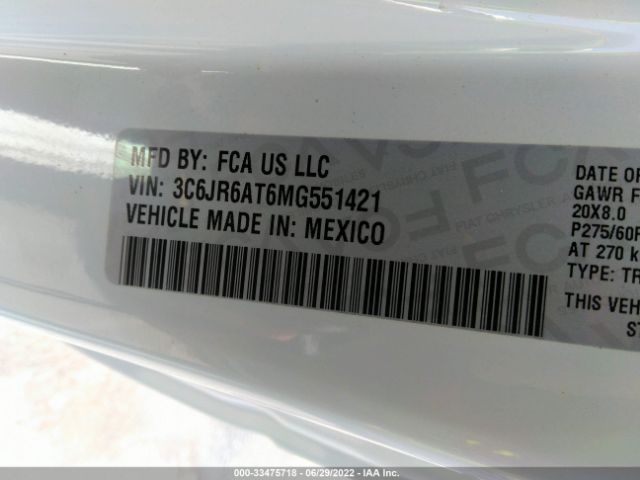 MFD BY: FCA US LLC
VIN: 3C6JR6AT6MG551421
VEHICLE MADE IN: MEXICO
DATE OF
GAWR F
20X8.0
P275/60R
AT 270 k
TYPE: TR
THIS VEH
ST
000-33475718 - 06/29/2022 - IAA Inc.